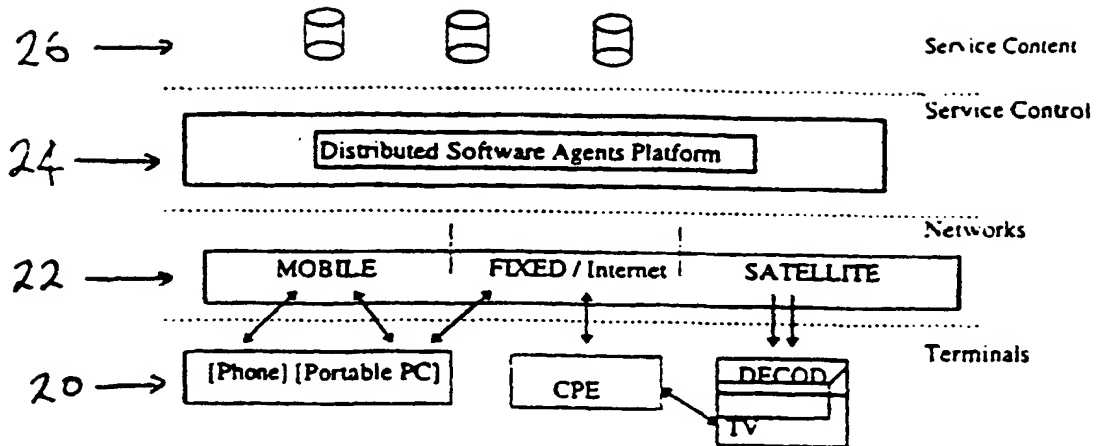 26 Service Content
Service Control
24 Distributed Software Agents Platform
Networks
22 MOBILE FIXED / Internet SATELLITE
Terminals
20 [Phone] [Portable PC] CPE DECOD
TV